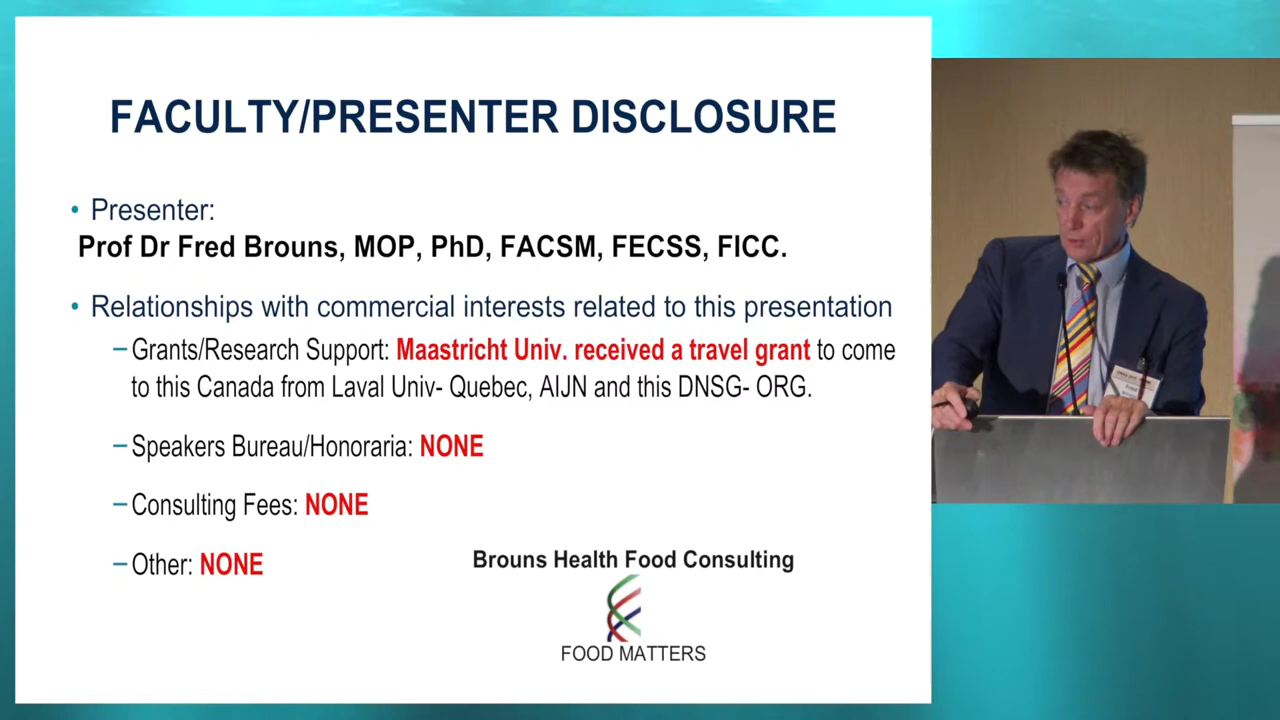 FACULTY/PRESENTER DISCLOSURE
• Presenter:
Prof Dr Fred Brouns, MOP, PhD, FACSM, FECSS, FICC.
• Relationships with commercial interests related to this presentation
–Grants/Research Support: Maastricht Univ. received a travel grant to come
to this Canada from Laval Univ- Quebec, AIJN and this DNSG- ORG.
–Speakers Bureau/Honoraria: NONE
–Consulting Fees: NONE
–Other: NONE
Brouns Health Food Consulting
FOOD MATTERS
Fred